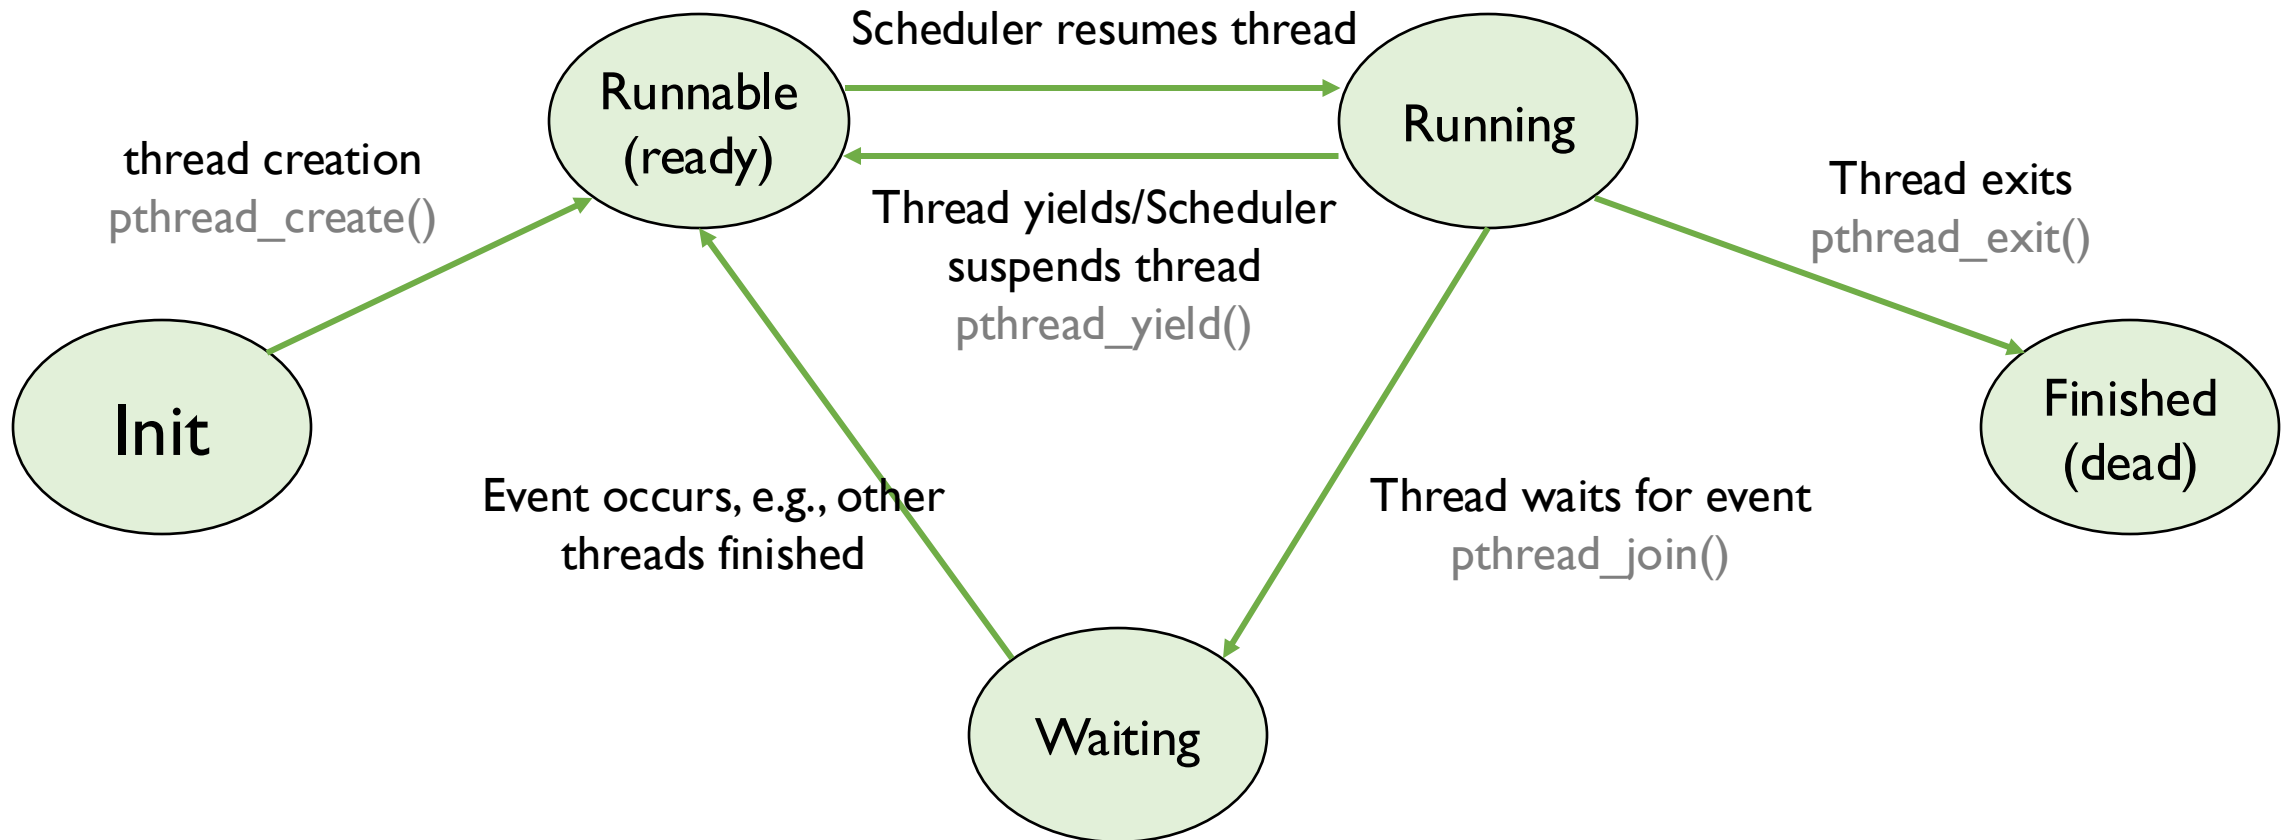 Scheduler resumes thread
Runnable
(ready)
Running
thread creation
pthread_create()
Thread yields/Scheduler
suspends thread
pthread_yield()
Thread exits
pthread_exit()
Init
Finished
(dead)
Event occurs, e.g., other
threads finished
Thread waits for event
pthread_join()
Waiting